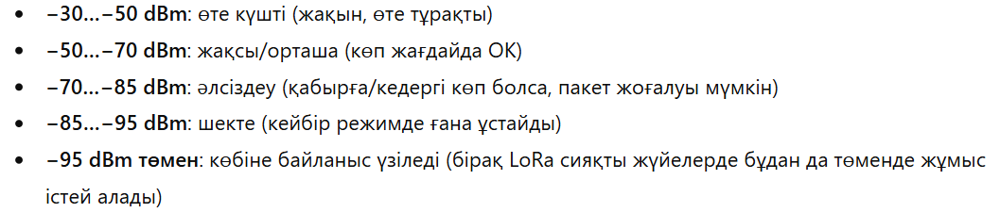 • −30…−50 dBm: өте күшті (жақын, өте тұрақты)
• −50…−70 dBm: жақсы/орташа (көп жағдайда ОК)
• −70…−85 dBm: әлсіздеу (қабырға/кедергі көп болса, пакет жоғалуы мүмкін)
• −85…−95 dBm: шекте (кейбір режимде ғана ұстайды)
• −95 dBm төмен: көбіне байланыс үзіледі (бірақ LoRa сияқты жүйелерде бұдан да төменде жұмыс
істей алады)